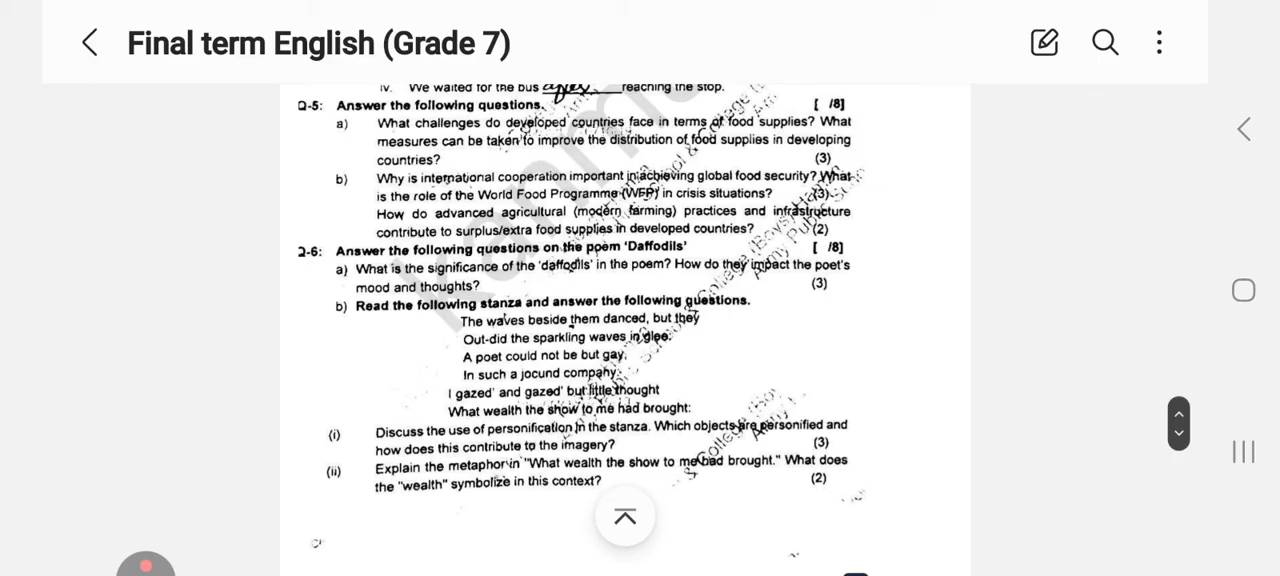 Final term English (Grade 7)
iv. We waited for the bus after reaching the stop.
Q-5: Answer the following questions. [ /8]
a) What challenges do developed countries face in terms of food supplies? What
measures can be taken to improve the distribution of food supplies in developing
countries? (3)
b) Why is international cooperation important in achieving global food security? What
is the role of the World Food Programme (WFP) in crisis situations? (3)
How do advanced agricultural (modern farming) practices and infrastructure
contribute to surplus/extra food supplies in developed countries? (2)
Q-6: Answer the following questions on the poem 'Daffodils' [ /8]
a) What is the significance of the 'daffodils' in the poem? How do they impact the poet's
mood and thoughts? (3)
b) Read the following stanza and answer the following questions.
The waves beside them danced, but they
Out-did the sparkling waves in glee:
A poet could not be but gay,
In such a jocund company:
I gazed' and gazed' but little thought
What wealth the show to me had brought:
(i) Discuss the use of personification in the stanza. Which objects are personified and
how does this contribute to the imagery? (3)
(ii) Explain the metaphor in "What wealth the show to me had brought." What does
the "wealth" symbolize in this context? (2)